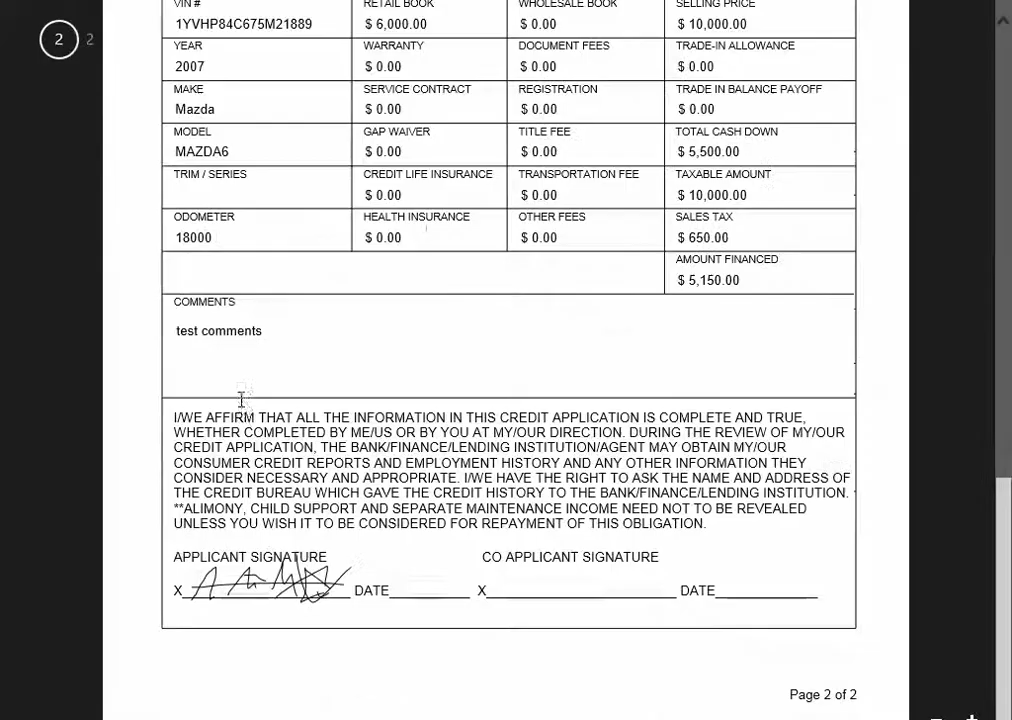 2 2
VIN # RETAIL BOOK WHOLESALE BOOK SELLING PRICE
1YVHP84C675M21889 $ 6,000.00 $ 0.00 $ 10,000.00
YEAR WARRANTY DOCUMENT FEES TRADE-IN ALLOWANCE
2007 $ 0.00 $ 0.00 $ 0.00
MAKE SERVICE CONTRACT REGISTRATION TRADE IN BALANCE PAYOFF
Mazda $ 0.00 $ 0.00 $ 0.00
MODEL GAP WAIVER TITLE FEE TOTAL CASH DOWN
MAZDA6 $ 0.00 $ 0.00 $ 5,500.00
TRIM / SERIES CREDIT LIFE INSURANCE TRANSPORTATION FEE TAXABLE AMOUNT
$ 0.00 $ 0.00 $ 10,000.00
ODOMETER HEALTH INSURANCE OTHER FEES SALES TAX
18000 $ 0.00 $ 0.00 $ 650.00
AMOUNT FINANCED
$ 5,150.00
COMMENTS
test comments
I/WE AFFIRM THAT ALL THE INFORMATION IN THIS CREDIT APPLICATION IS COMPLETE AND TRUE,
WHETHER COMPLETED BY ME/US OR BY YOU AT MY/OUR DIRECTION. DURING THE REVIEW OF MY/OUR
CREDIT APPLICATION, THE BANK/FINANCE/LENDING INSTITUTION/AGENT MAY OBTAIN MY/OUR
CONSUMER CREDIT REPORTS AND EMPLOYMENT HISTORY AND ANY OTHER INFORMATION THEY
CONSIDER NECESSARY AND APPROPRIATE. I/WE HAVE THE RIGHT TO ASK THE NAME AND ADDRESS OF
THE CREDIT BUREAU WHICH GAVE THE CREDIT HISTORY TO THE BANK/FINANCE/LENDING INSTITUTION.
**ALIMONY, CHILD SUPPORT AND SEPARATE MAINTENANCE INCOME NEED NOT TO BE REVEALED
UNLESS YOU WISH IT TO BE CONSIDERED FOR REPAYMENT OF THIS OBLIGATION.
APPLICANT SIGNATURE CO APPLICANT SIGNATURE
X DATE X DATE
Page 2 of 2